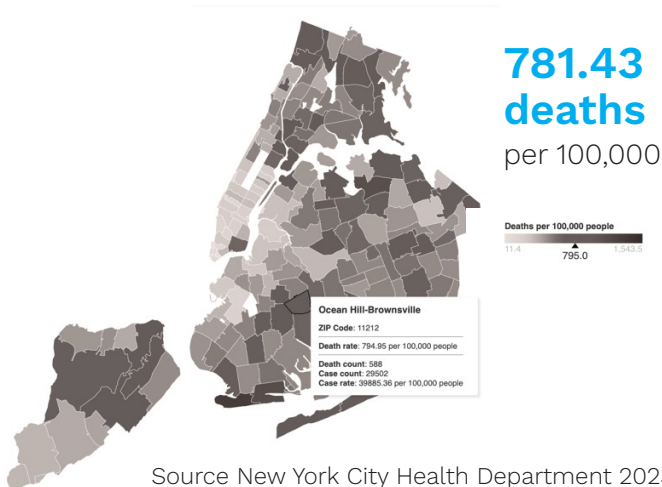 781.43
deaths
per 100,000
Deaths per 100,000 people
11.4 1,543.5
795.0
Ocean Hill-Brownsville
ZIP Code: 11212
Death rate: 794.95 per 100,000 people
Death count: 588
Case count: 29502
Case rate: 39885.36 per 100,000 people
Source New York City Health Department